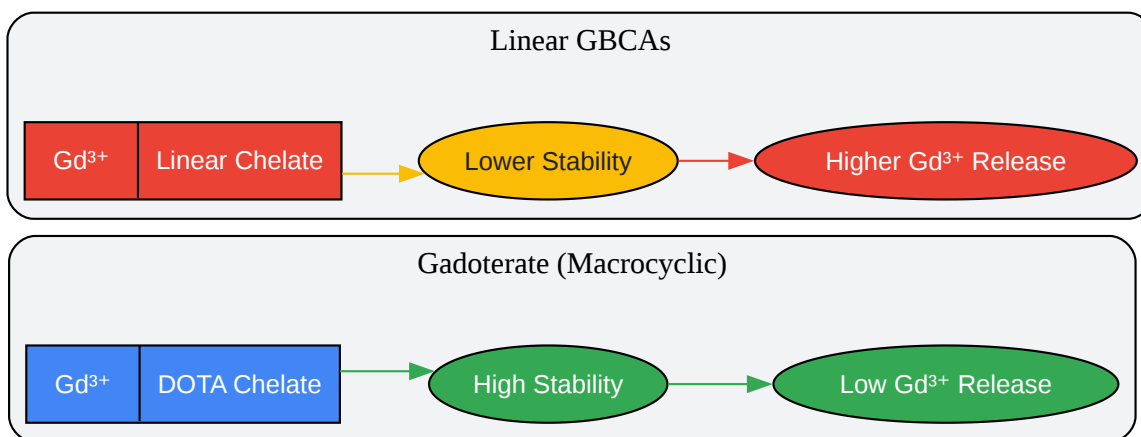 Linear GBCAs
Gd³⁺ Linear Chelate
Lower Stability
Higher Gd³⁺ Release
Gadoterate (Macrocyclic)
Gd³⁺ DOTA Chelate
High Stability
Low Gd³⁺ Release